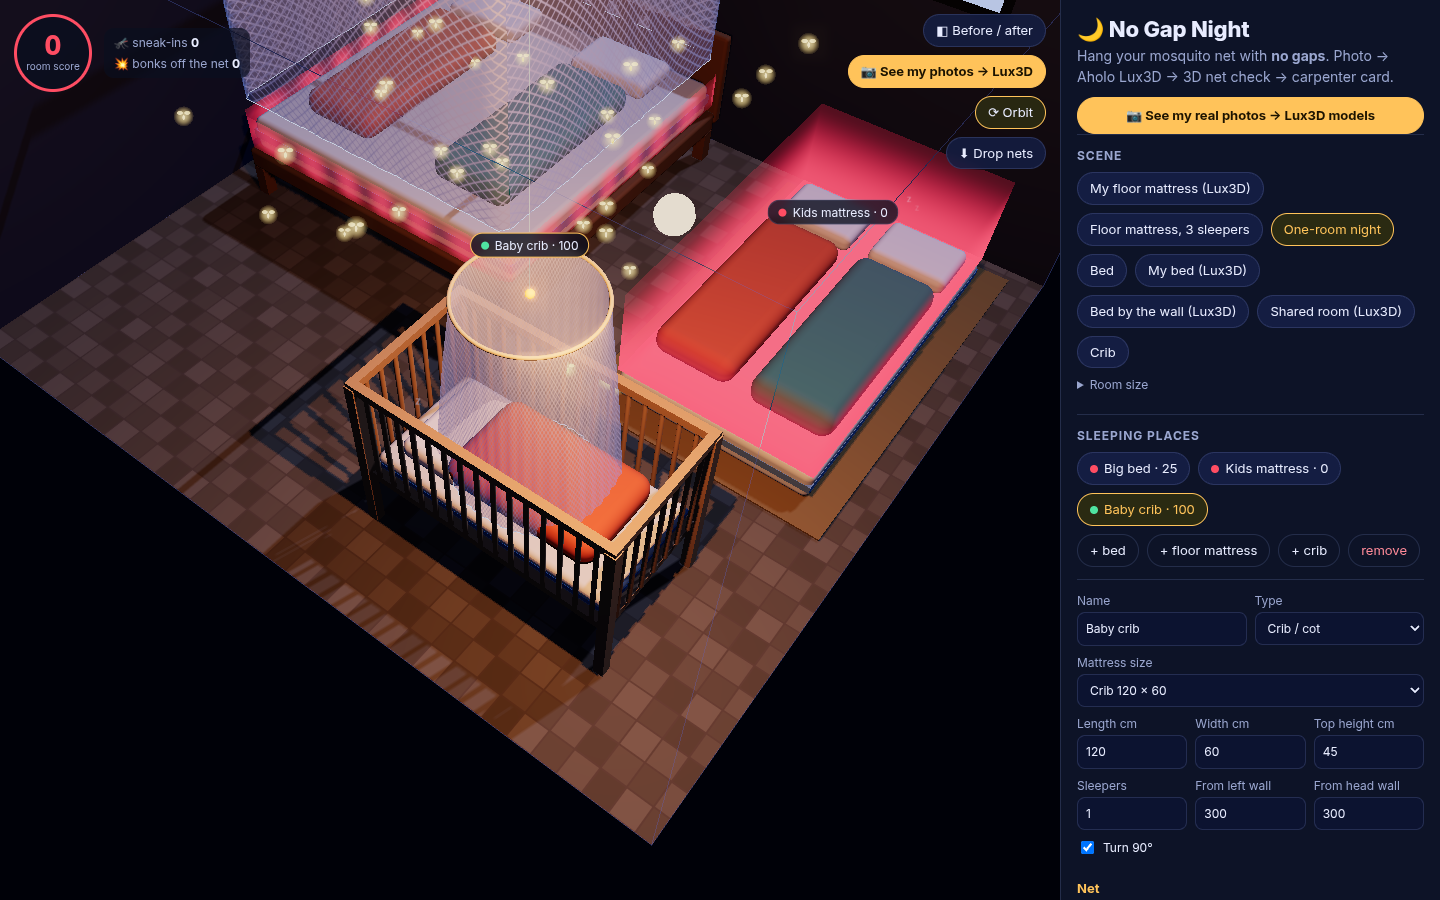 0
room score
🦟 sneak-ins 0
💥 bonks off the net 0
◧ Before / after
📷 See my photos → Lux3D
⟳ Orbit
⬇ Drop nets
Kids mattress · 0
Baby crib · 100
🌙 No Gap Night
Hang your mosquito net with no gaps. Photo →
Aholo Lux3D → 3D net check → carpenter card.
📷 See my real photos → Lux3D models
SCENE
My floor mattress (Lux3D)
Floor mattress, 3 sleepers
One-room night
Bed
My bed (Lux3D)
Bed by the wall (Lux3D)
Shared room (Lux3D)
Crib
▶ Room size
SLEEPING PLACES
Big bed · 25
Kids mattress · 0
Baby crib · 100
+ bed
+ floor mattress
+ crib
remove
Name
Type
Baby crib
Crib / cot
Mattress size
Crib 120 × 60
Length cm
Width cm
Top height cm
120
60
45
Sleepers
From left wall
From head wall
1
300
300
Turn 90°
Net